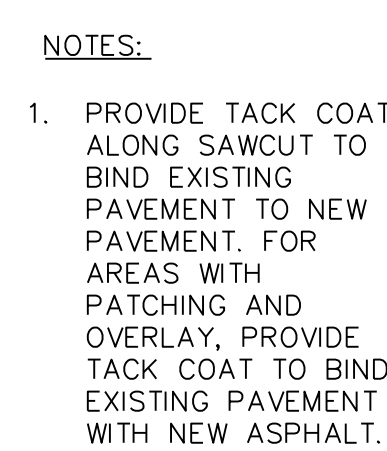 NOTES:
1. PROVIDE TACK COAT
ALONG SAWCUT TO
BIND EXISTING
PAVEMENT TO NEW
PAVEMENT. FOR
AREAS WITH
PATCHING AND
OVERLAY, PROVIDE
TACK COAT TO BIND
EXISTING PAVEMENT
WITH NEW ASPHALT.